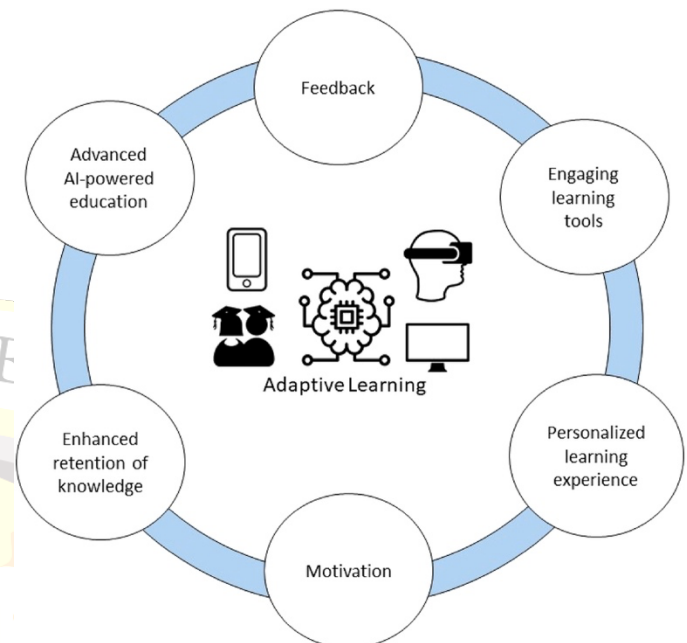 Feedback
Advanced
AI-powered
education
Engaging
learning
tools
Adaptive Learning
Enhanced
retention of
knowledge
Personalized
learning
experience
Motivation